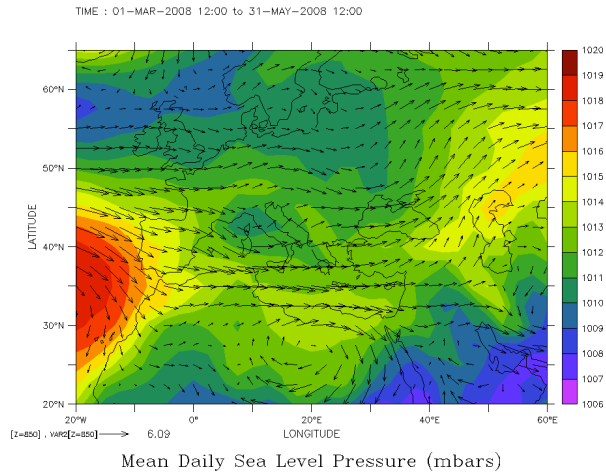 TIME : 01-MAR-2008 12:00 to 31-MAY-2008 12:00
60°N
50°N
40°N
30°N
20°N
LATITUDE
20°W 0° 20°E 40°E 60°E
LONGITUDE
1020
1019
1018
1017
1016
1015
1014
1013
1012
1011
1010
1009
1008
1007
1006
[Z=850] , VAR2[Z=850] 6.09
Mean Daily Sea Level Pressure (mbars)